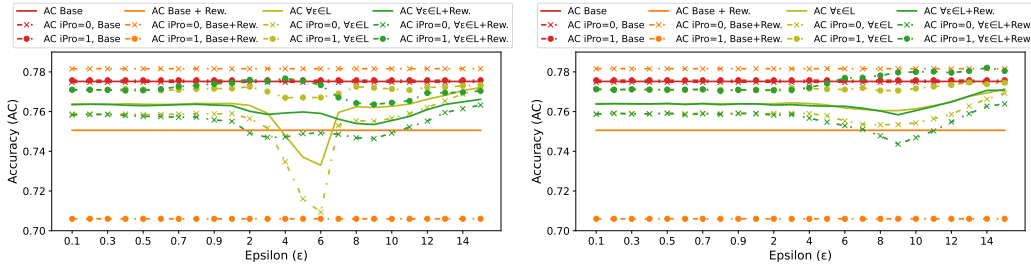 AC Base
AC Base + Rew.
AC ∀ε∈L
AC ∀ε∈L+Rew.
AC iPro=0, Base
AC iPro=0, Base+Rew.
AC iPro=0, ∀ε∈L
AC iPro=0, ∀ε∈L+Rew.
AC iPro=1, Base
AC iPro=1, Base+Rew.
AC iPro=1, ∀ε∈L
AC iPro=1, ∀ε∈L+Rew.
0.78
0.76
0.74
0.72
0.70
Accuracy (AC)
0.1 0.3 0.5 0.7 0.9 2 4 6 8 10 12 14
Epsilon (ε)
AC Base
AC Base + Rew.
AC ∀ε∈L
AC ∀ε∈L+Rew.
AC iPro=0, Base
AC iPro=0, Base+Rew.
AC iPro=0, ∀ε∈L
AC iPro=0, ∀ε∈L+Rew.
AC iPro=1, Base
AC iPro=1, Base+Rew.
AC iPro=1, ∀ε∈L
AC iPro=1, ∀ε∈L+Rew.
0.78
0.76
0.74
0.72
0.70
Accuracy (AC)
0.1 0.3 0.5 0.7 0.9 2 4 6 8 10 12 14
Epsilon (ε)